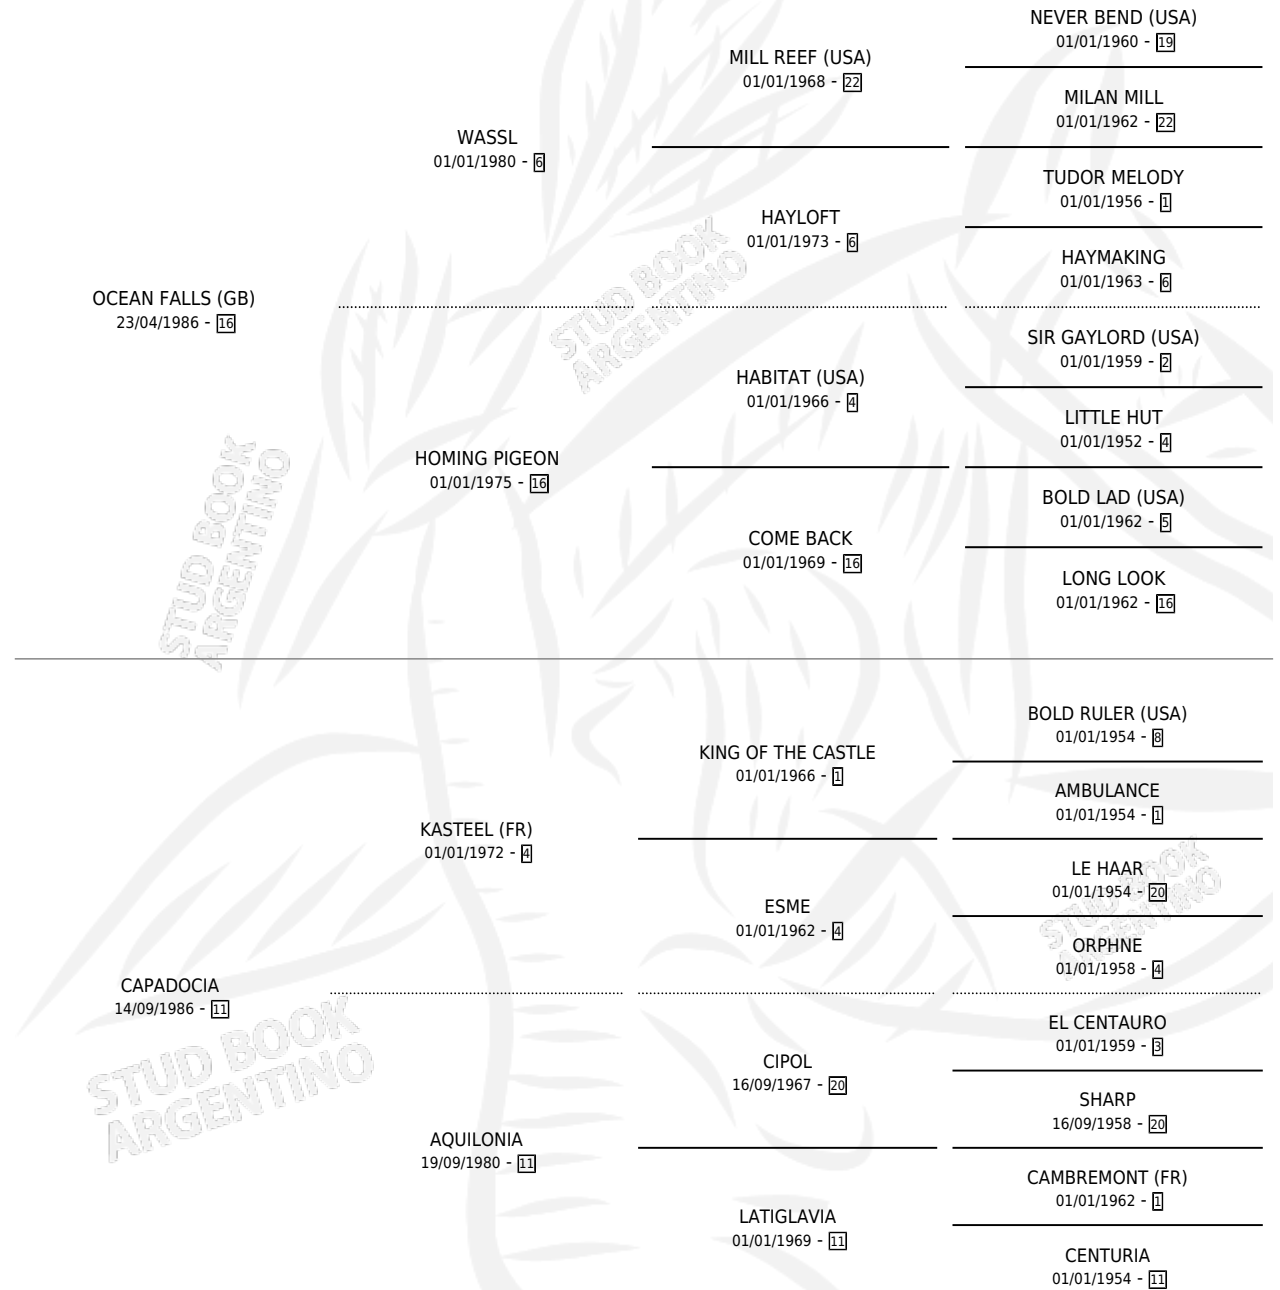 NEVER BEND (USA)
01/01/1960 - 19
MILL REEF (USA)
01/01/1968 - 22
MILAN MILL
01/01/1962 - 22
WASSL
01/01/1980 - 6
TUDOR MELODY
01/01/1956 - 1
HAYLOFT
01/01/1973 - 6
HAYMAKING
01/01/1963 - 6
OCEAN FALLS (GB)
23/04/1986 - 16
SIR GAYLORD (USA)
01/01/1959 - 2
HABITAT (USA)
01/01/1966 - 4
LITTLE HUT
01/01/1952 - 4
HOMING PIGEON
01/01/1975 - 16
BOLD LAD (USA)
01/01/1962 - 5
COME BACK
01/01/1969 - 16
LONG LOOK
01/01/1962 - 16
BOLD RULER (USA)
01/01/1954 - 8
KING OF THE CASTLE
01/01/1966 - 1
AMBULANCE
01/01/1954 - 1
KASTEEL (FR)
01/01/1972 - 4
LE HAAR
01/01/1954 - 20
ESME
01/01/1962 - 4
ORPHNE
01/01/1958 - 4
CAPADOCIA
14/09/1986 - 11
EL CENTAURO
01/01/1959 - 3
CIPOL
16/09/1967 - 20
SHARP
16/09/1958 - 20
AQUILONIA
19/09/1980 - 11
CAMBREMONT (FR)
01/01/1962 - 1
LATIGLAVIA
01/01/1969 - 11
CENTURIA
01/01/1954 - 11
STUD BOOK
ARGENTINO
STUD BOOK
ARGENTINO
STUD BOOK
ARGENTINO
STUD BOOK
ARGENTINO